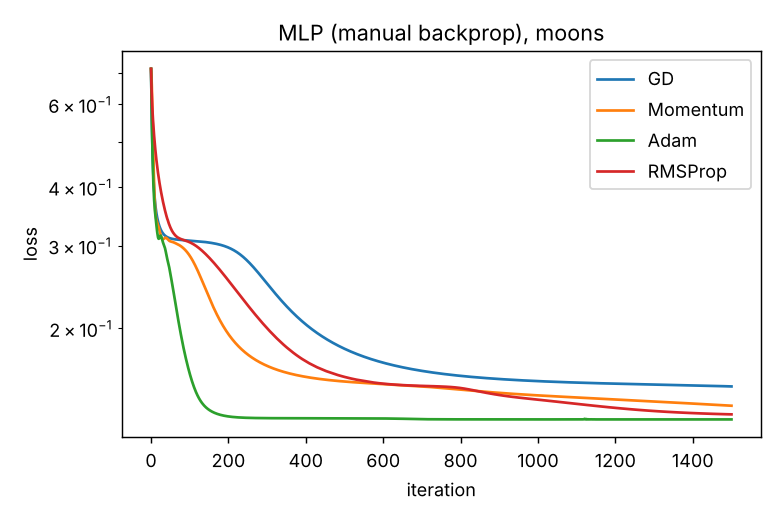 MLP (manual backprop), moons
GD
Momentum
Adam
RMSProp
6 × 10⁻¹
4 × 10⁻¹
3 × 10⁻¹
2 × 10⁻¹
loss
0 200 400 600 800 1000 1200 1400
iteration